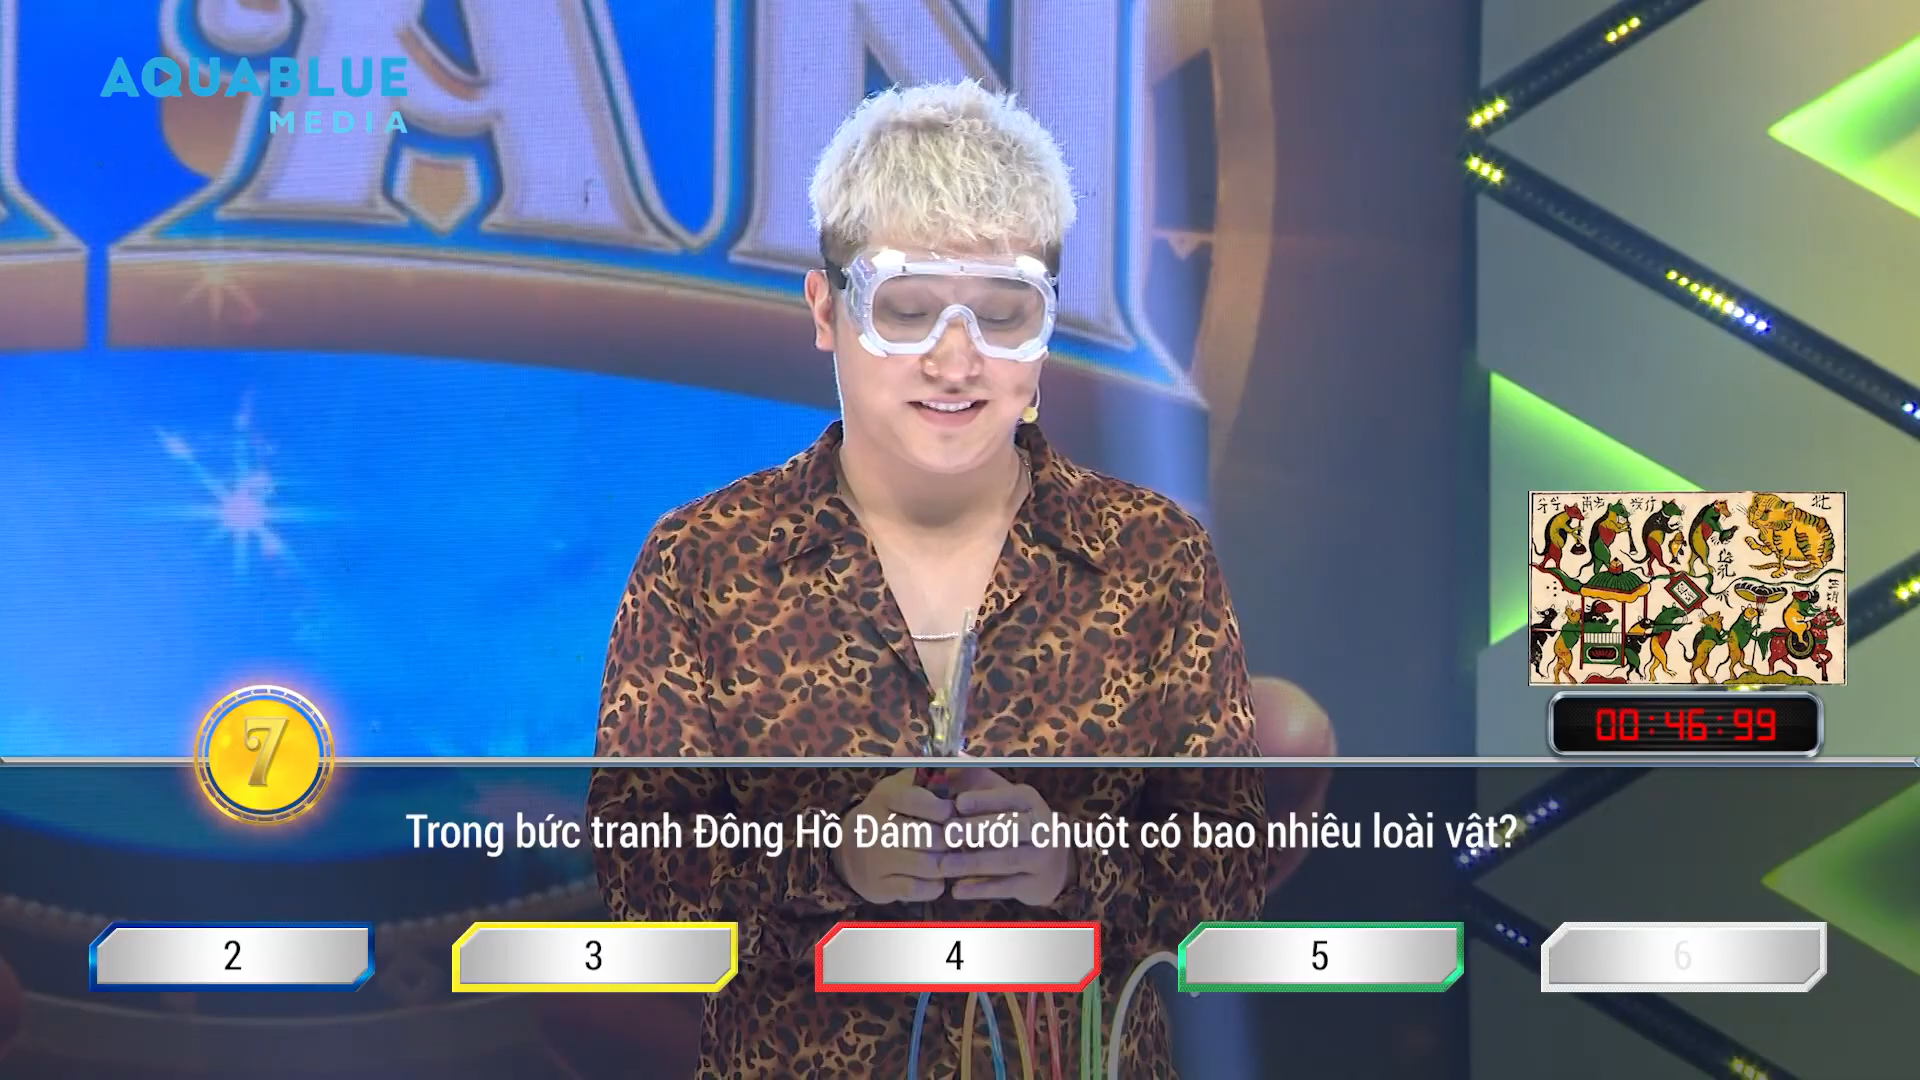 AQUABLUE
MEDIA
AN
00:46:99
7
Trong bức tranh Đông Hồ Đám cưới chuột có bao nhiêu loài vật?
2
3
4
5
6